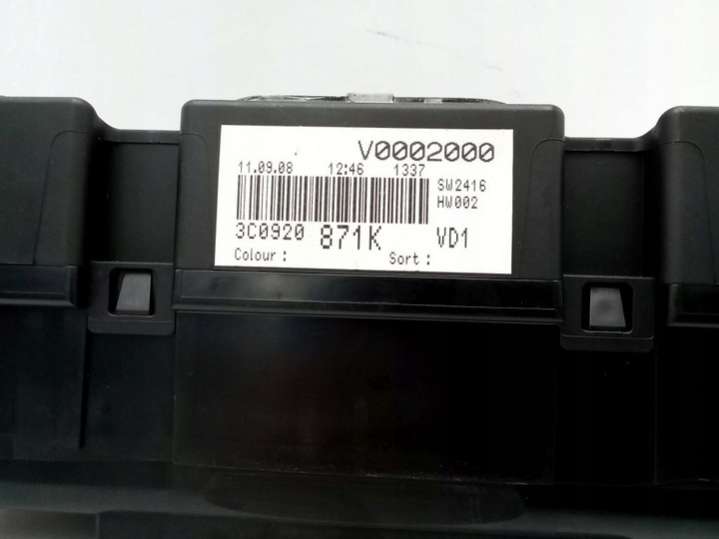 V0002000
11.09.08 12:46 1337
SW2416
HW002
3C0920 871K VD1
Colour : Sort :